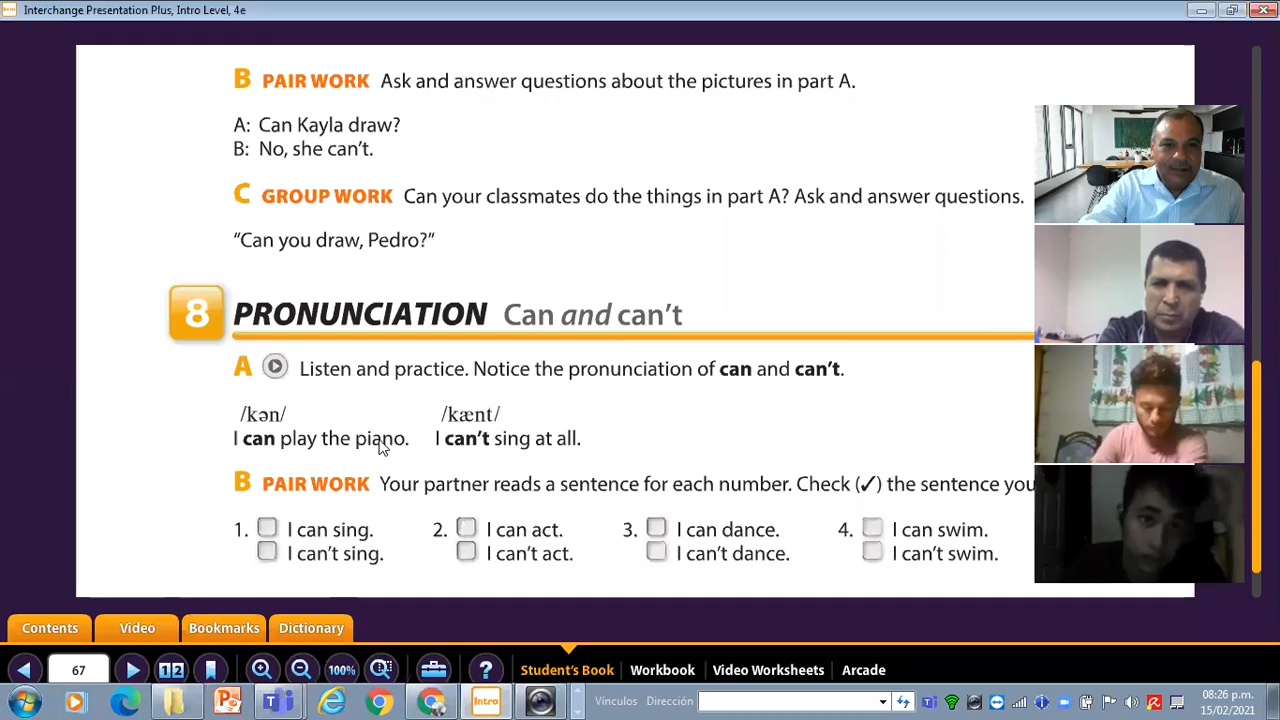 Interchange Presentation Plus, Intro Level, 4e
B PAIR WORK Ask and answer questions about the pictures in part A.
A: Can Kayla draw?
B: No, she can't.
C GROUP WORK Can your classmates do the things in part A? Ask and answer questions.
“Can you draw, Pedro?”
8 PRONUNCIATION Can and can't
A Listen and practice. Notice the pronunciation of can and can't.
/kən/ /kænt/
I can play the piano. I can't sing at all.
B PAIR WORK Your partner reads a sentence for each number. Check (✓) the sentence you
1. I can sing. 2. I can act. 3. I can dance. 4. I can swim.
I can't sing. I can't act. I can't dance. I can't swim.
Contents Video Bookmarks Dictionary
67 12 100% ? Student's Book Workbook Video Worksheets Arcade
Intro Vínculos Dirección 08:26 p.m.
15/02/2021